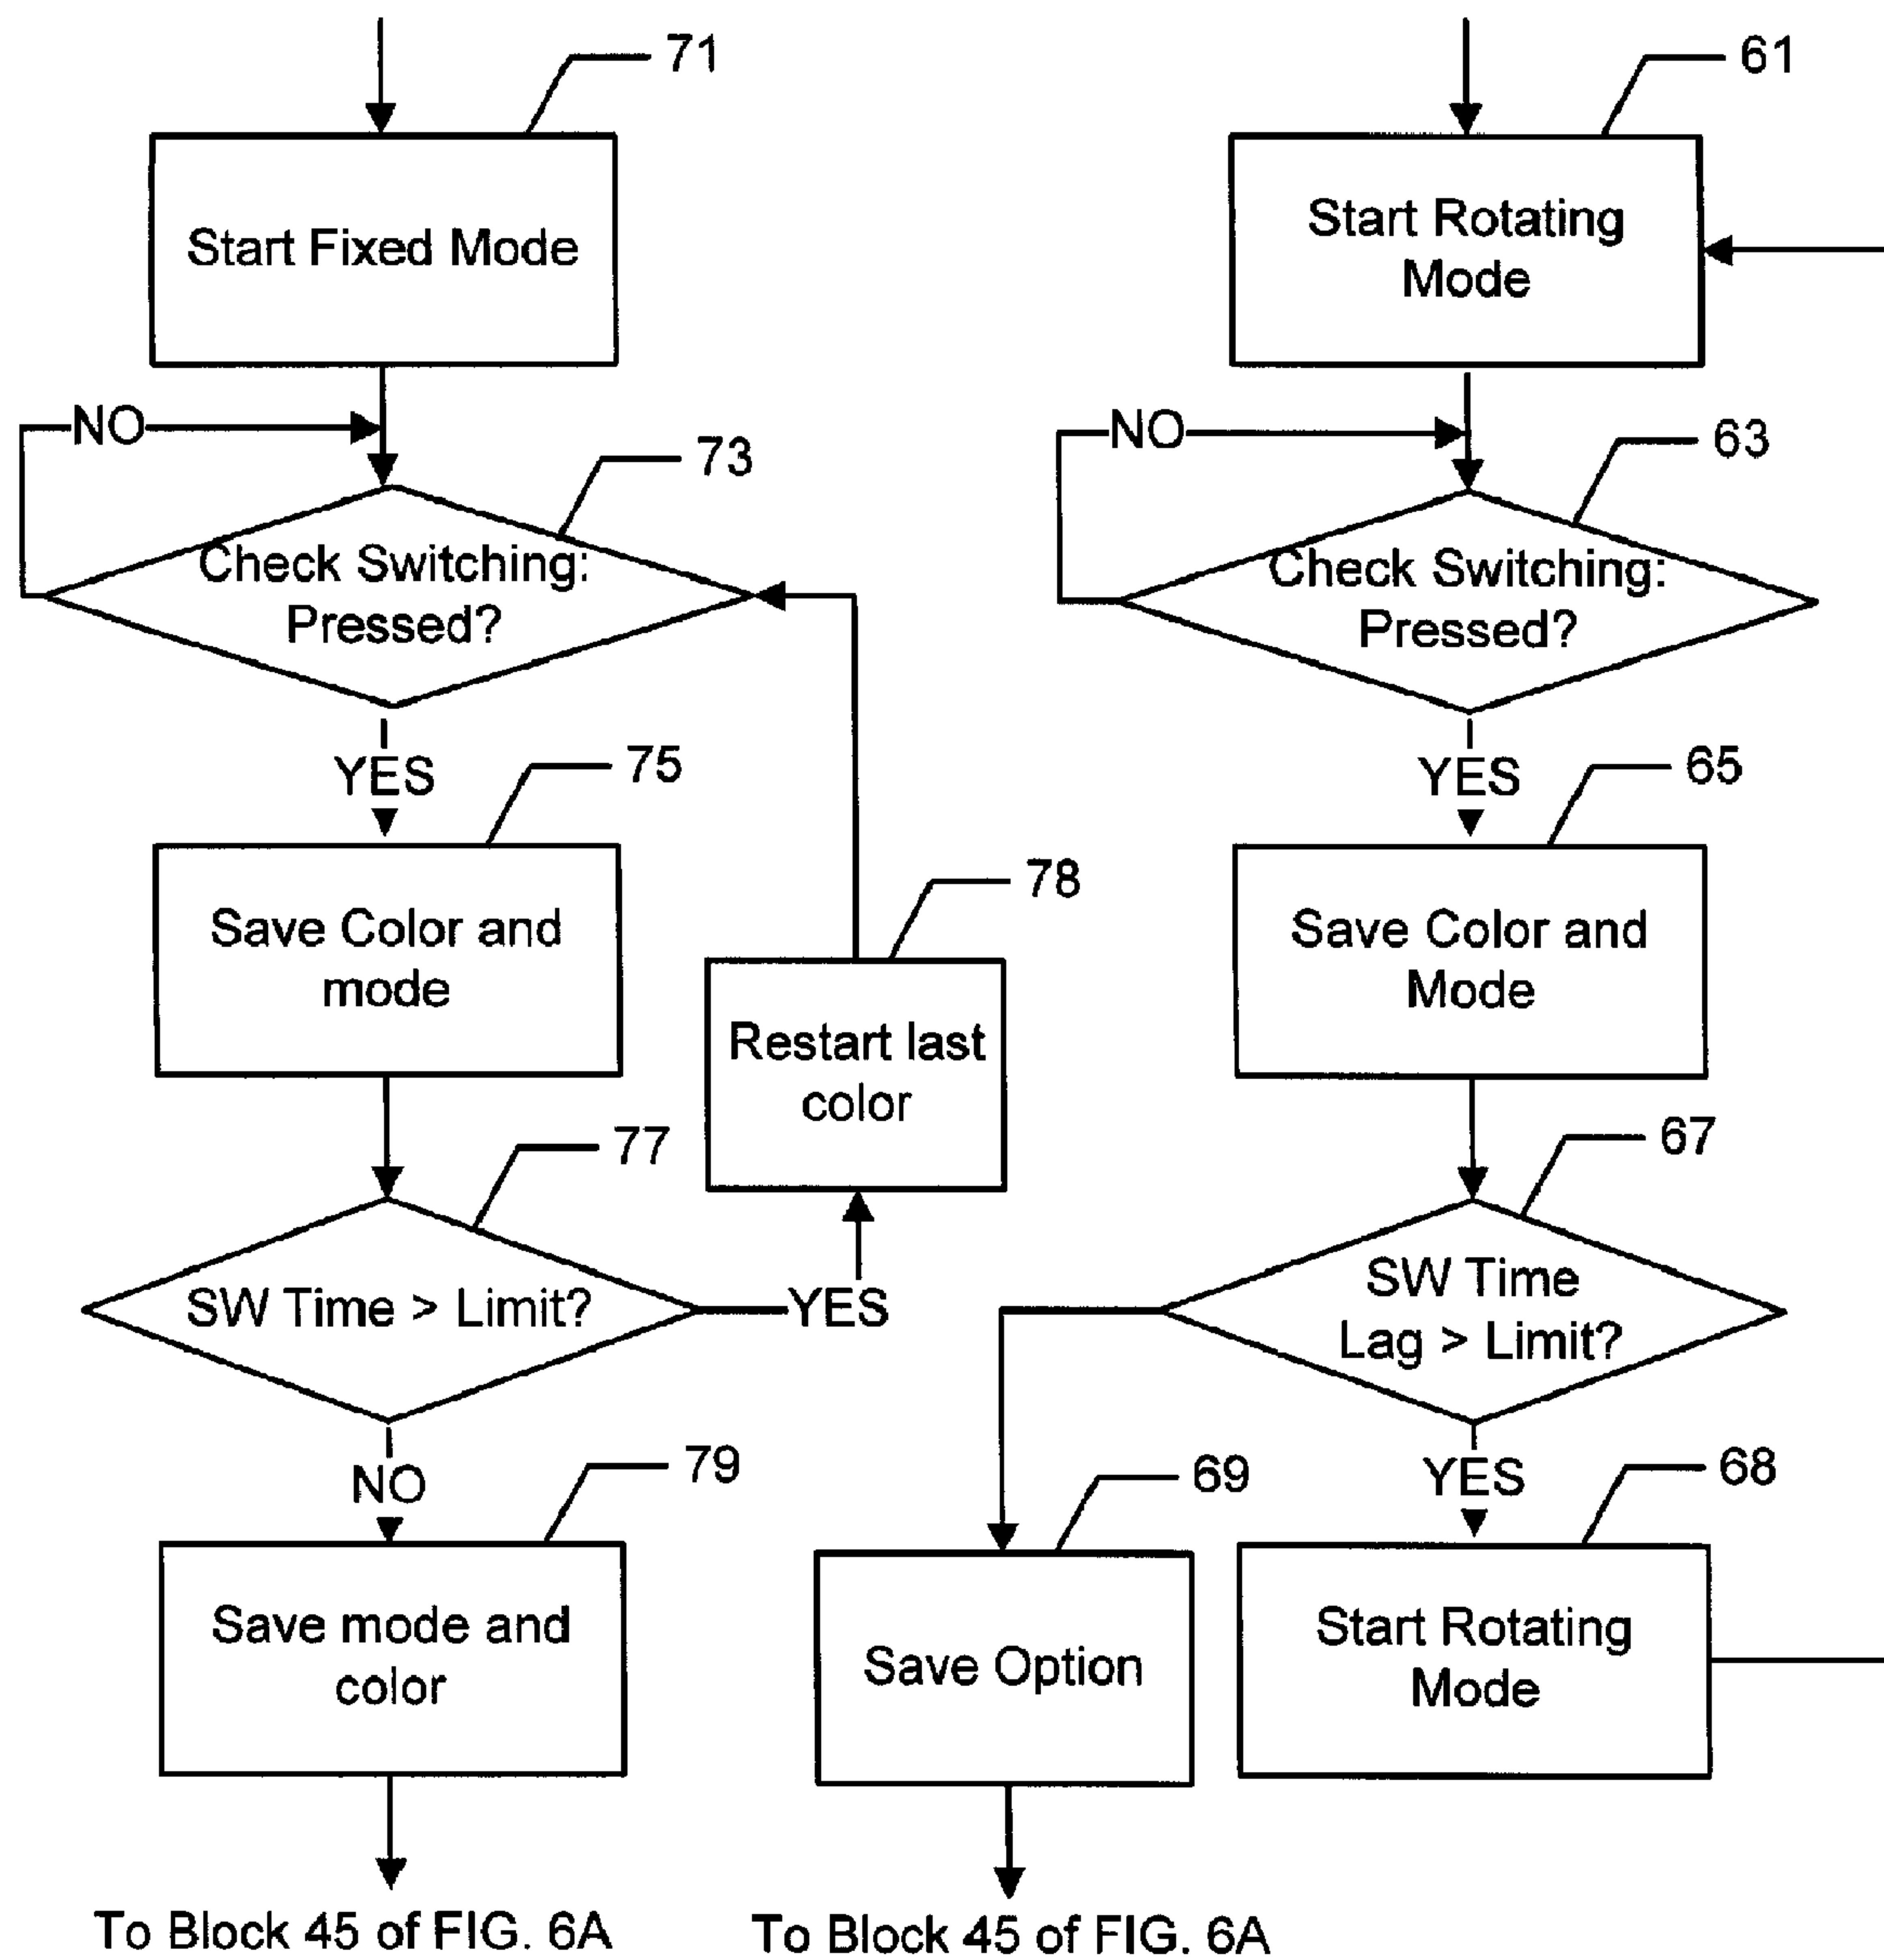 71
Start Fixed Mode
NO
73
Check Switching:
Pressed?
YES
75
Save Color and
mode
78
Restart last
color
77
SW Time > Limit?
YES
NO
79
Save mode and
color
To Block 45 of FIG. 6A
61
Start Rotating
Mode
NO
63
Check Switching:
Pressed?
YES
65
Save Color and
Mode
67
SW Time
Lag > Limit?
YES
69
Save Option
68
Start Rotating
Mode
To Block 45 of FIG. 6A